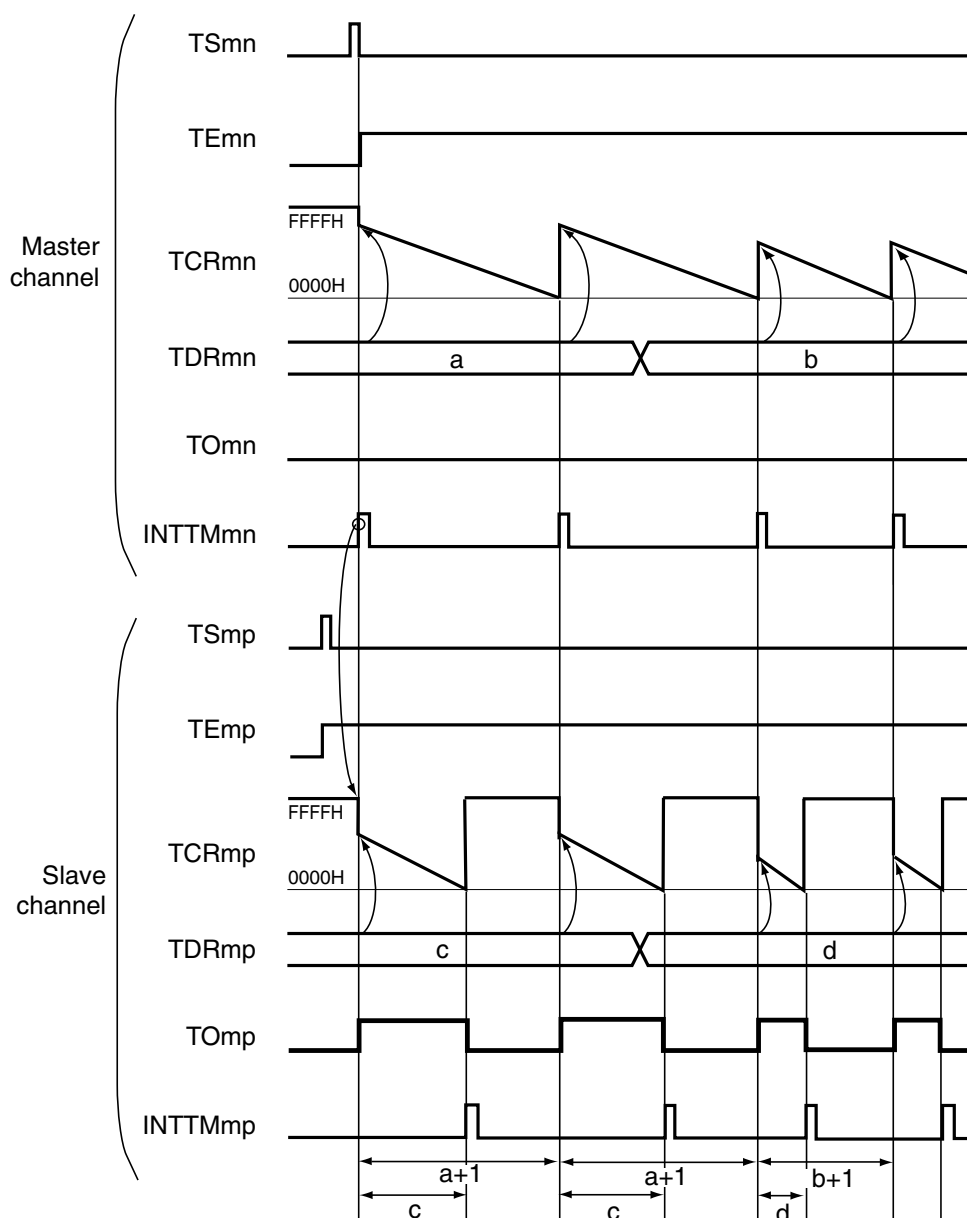 TSmn
TEmn
FFFFH
Master
channel
TCRmn
0000H
TDRmn
a
b
TOmn
INTTMmn
TSmp
TEmp
FFFFH
TCRmp
Slave
channel
0000H
TDRmp
c
d
TOmp
INTTMmp
a+1
a+1
b+1
c
c
d